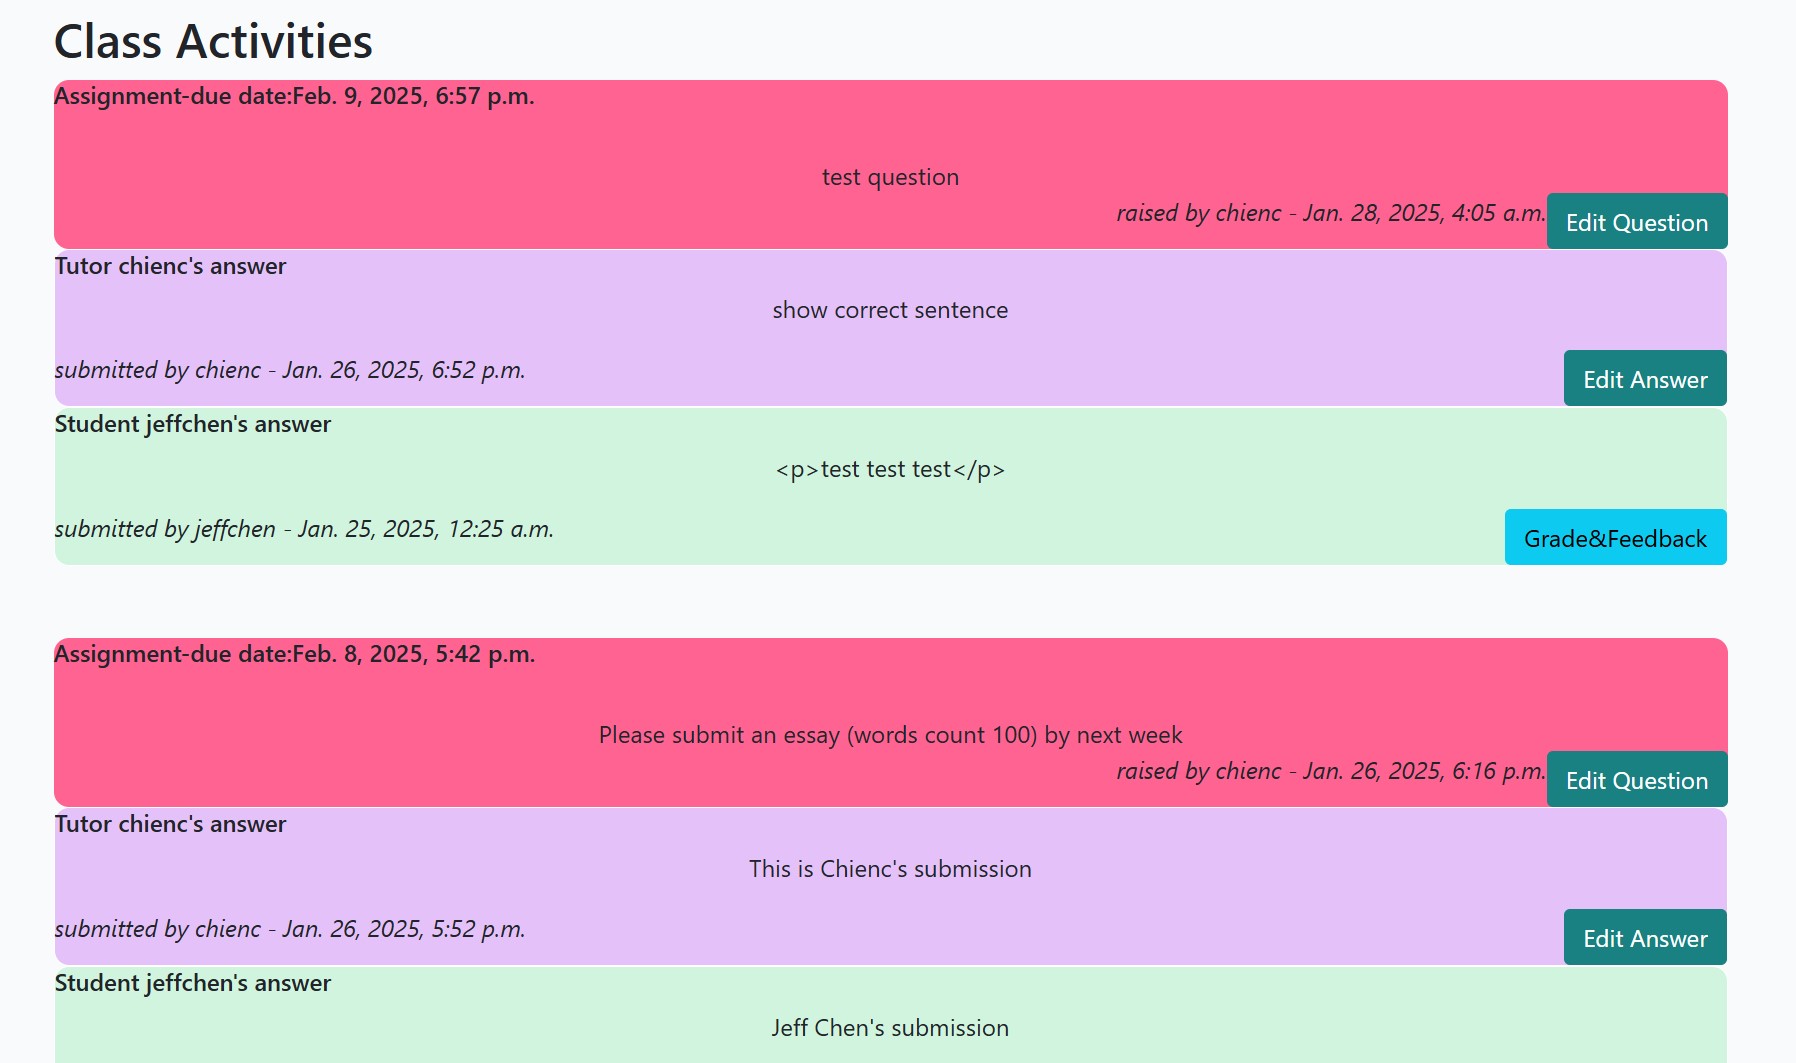 Class Activities
Assignment-due date:Feb. 9, 2025, 6:57 p.m.
test question
raised by chienc - Jan. 28, 2025, 4:05 a.m.
Edit Question
Tutor chienc's answer
show correct sentence
submitted by chienc - Jan. 26, 2025, 6:52 p.m.
Edit Answer
Student jeffchen's answer
<p>test test test</p>
submitted by jeffchen - Jan. 25, 2025, 12:25 a.m.
Grade&Feedback
Assignment-due date:Feb. 8, 2025, 5:42 p.m.
Please submit an essay (words count 100) by next week
raised by chienc - Jan. 26, 2025, 6:16 p.m.
Edit Question
Tutor chienc's answer
This is Chienc's submission
submitted by chienc - Jan. 26, 2025, 5:52 p.m.
Edit Answer
Student jeffchen's answer
Jeff Chen's submission